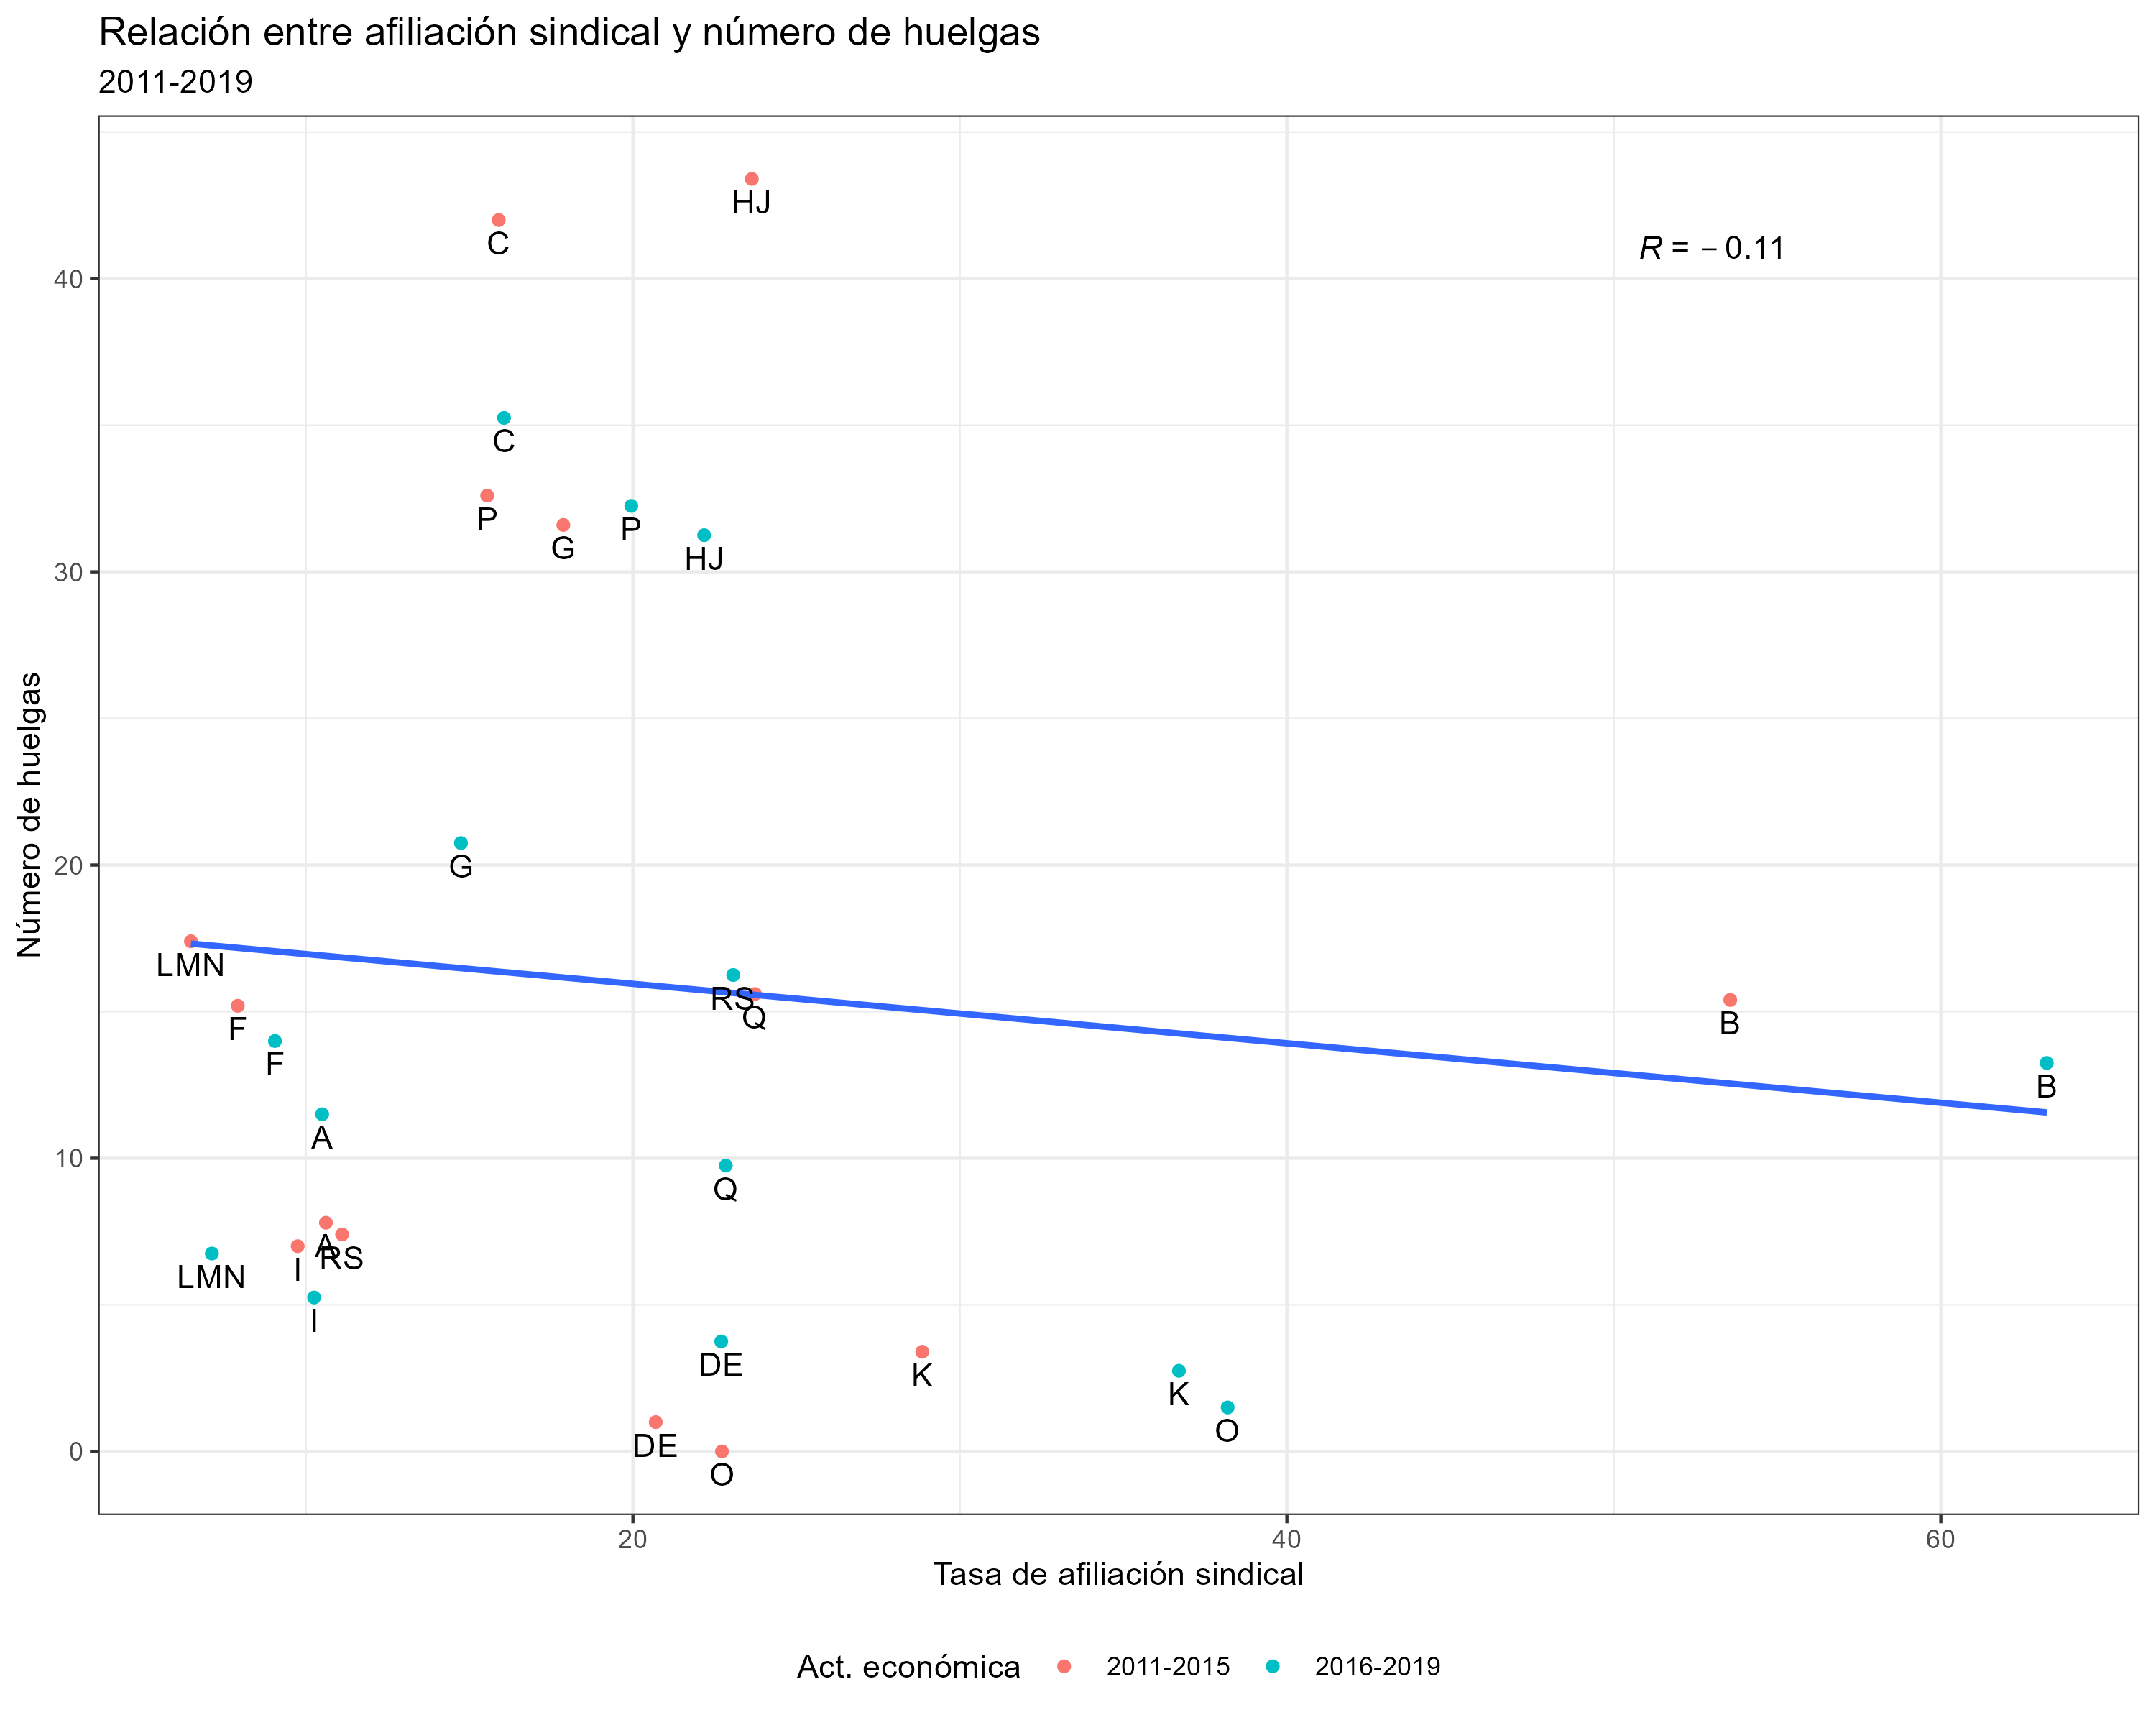 Relación entre afiliación sindical y número de huelgas
2011-2019
HJ
C
R = − 0.11
40
C
P
G
P
HJ
30
G
20
LMN
RS
Q
F
B
F
B
A
10
Q
A
RS
I
LMN
I
DE
K
K
O
DE
O
0
Número de huelgas
20
40
60
Tasa de afiliación sindical
Act. económica
2011-2015
2016-2019